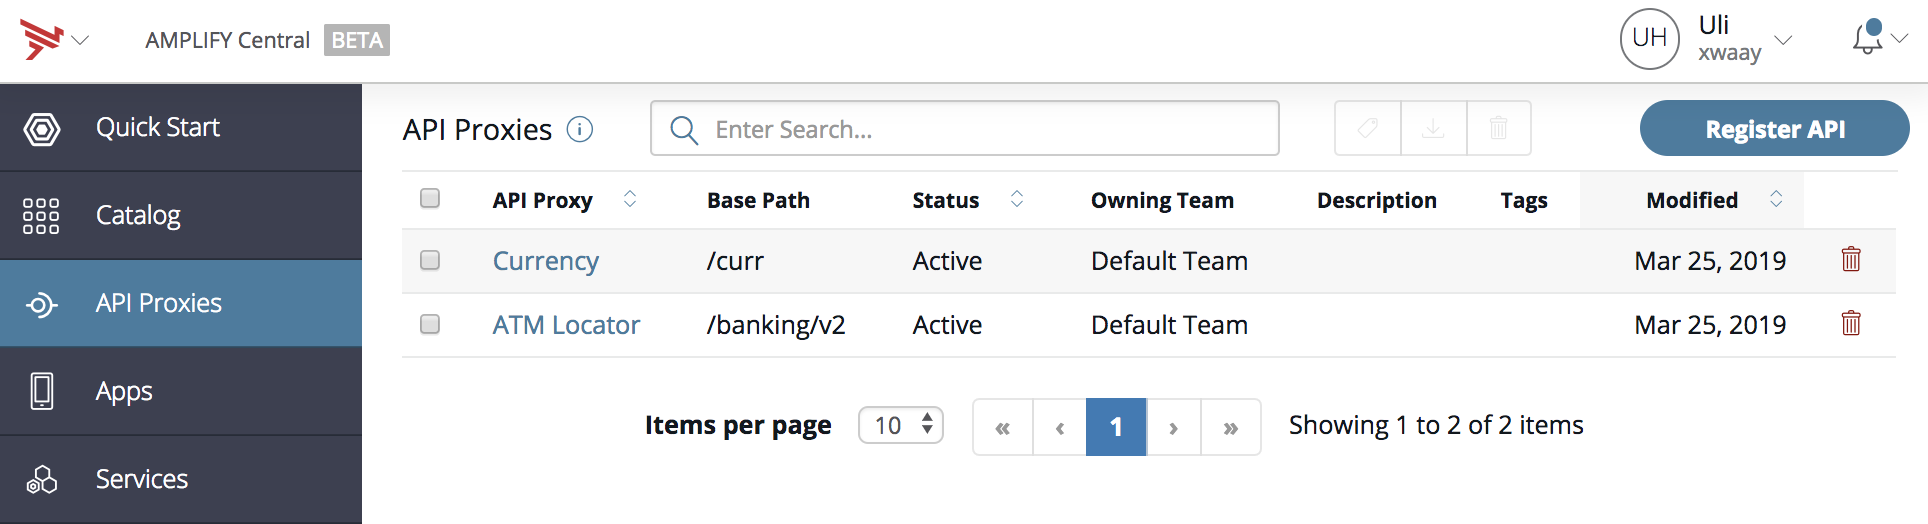 AMPLIFY Central BETA
UH
Uli
xwaay
Quick Start
Catalog
API Proxies
Apps
Services
API Proxies i Enter Search... Register API
API Proxy Base Path Status Owning Team Description Tags Modified
Currency /curr Active Default Team Mar 25, 2019
ATM Locator /banking/v2 Active Default Team Mar 25, 2019
Items per page 10 « ‹ 1 › » Showing 1 to 2 of 2 items